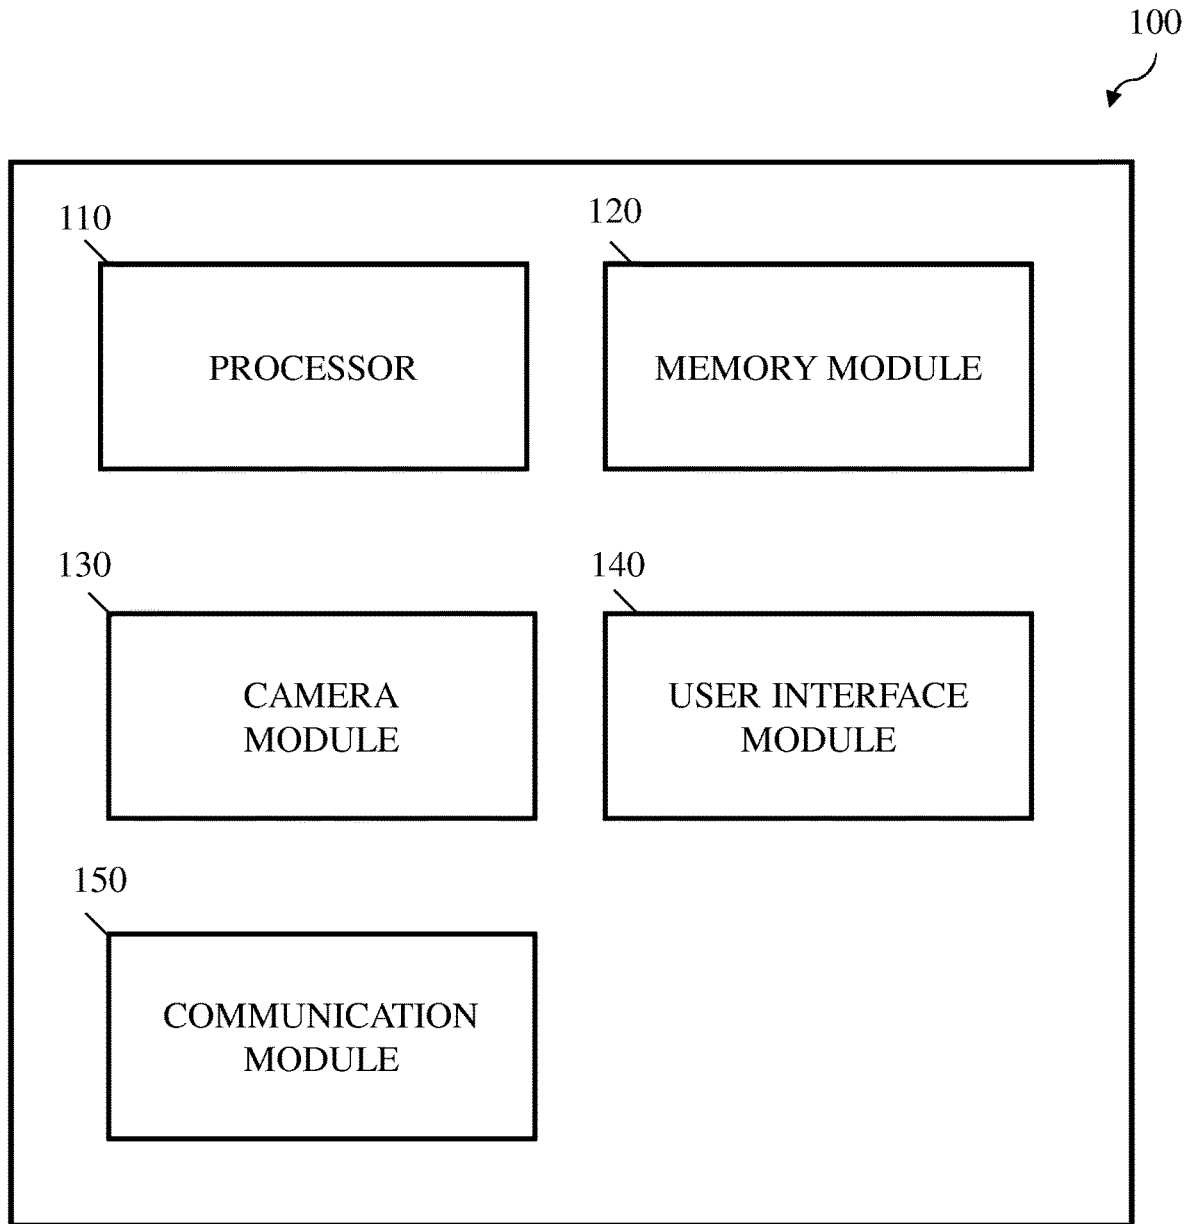 100
110
120
PROCESSOR
MEMORY MODULE
130
140
CAMERA
MODULE
USER INTERFACE
MODULE
150
COMMUNICATION
MODULE